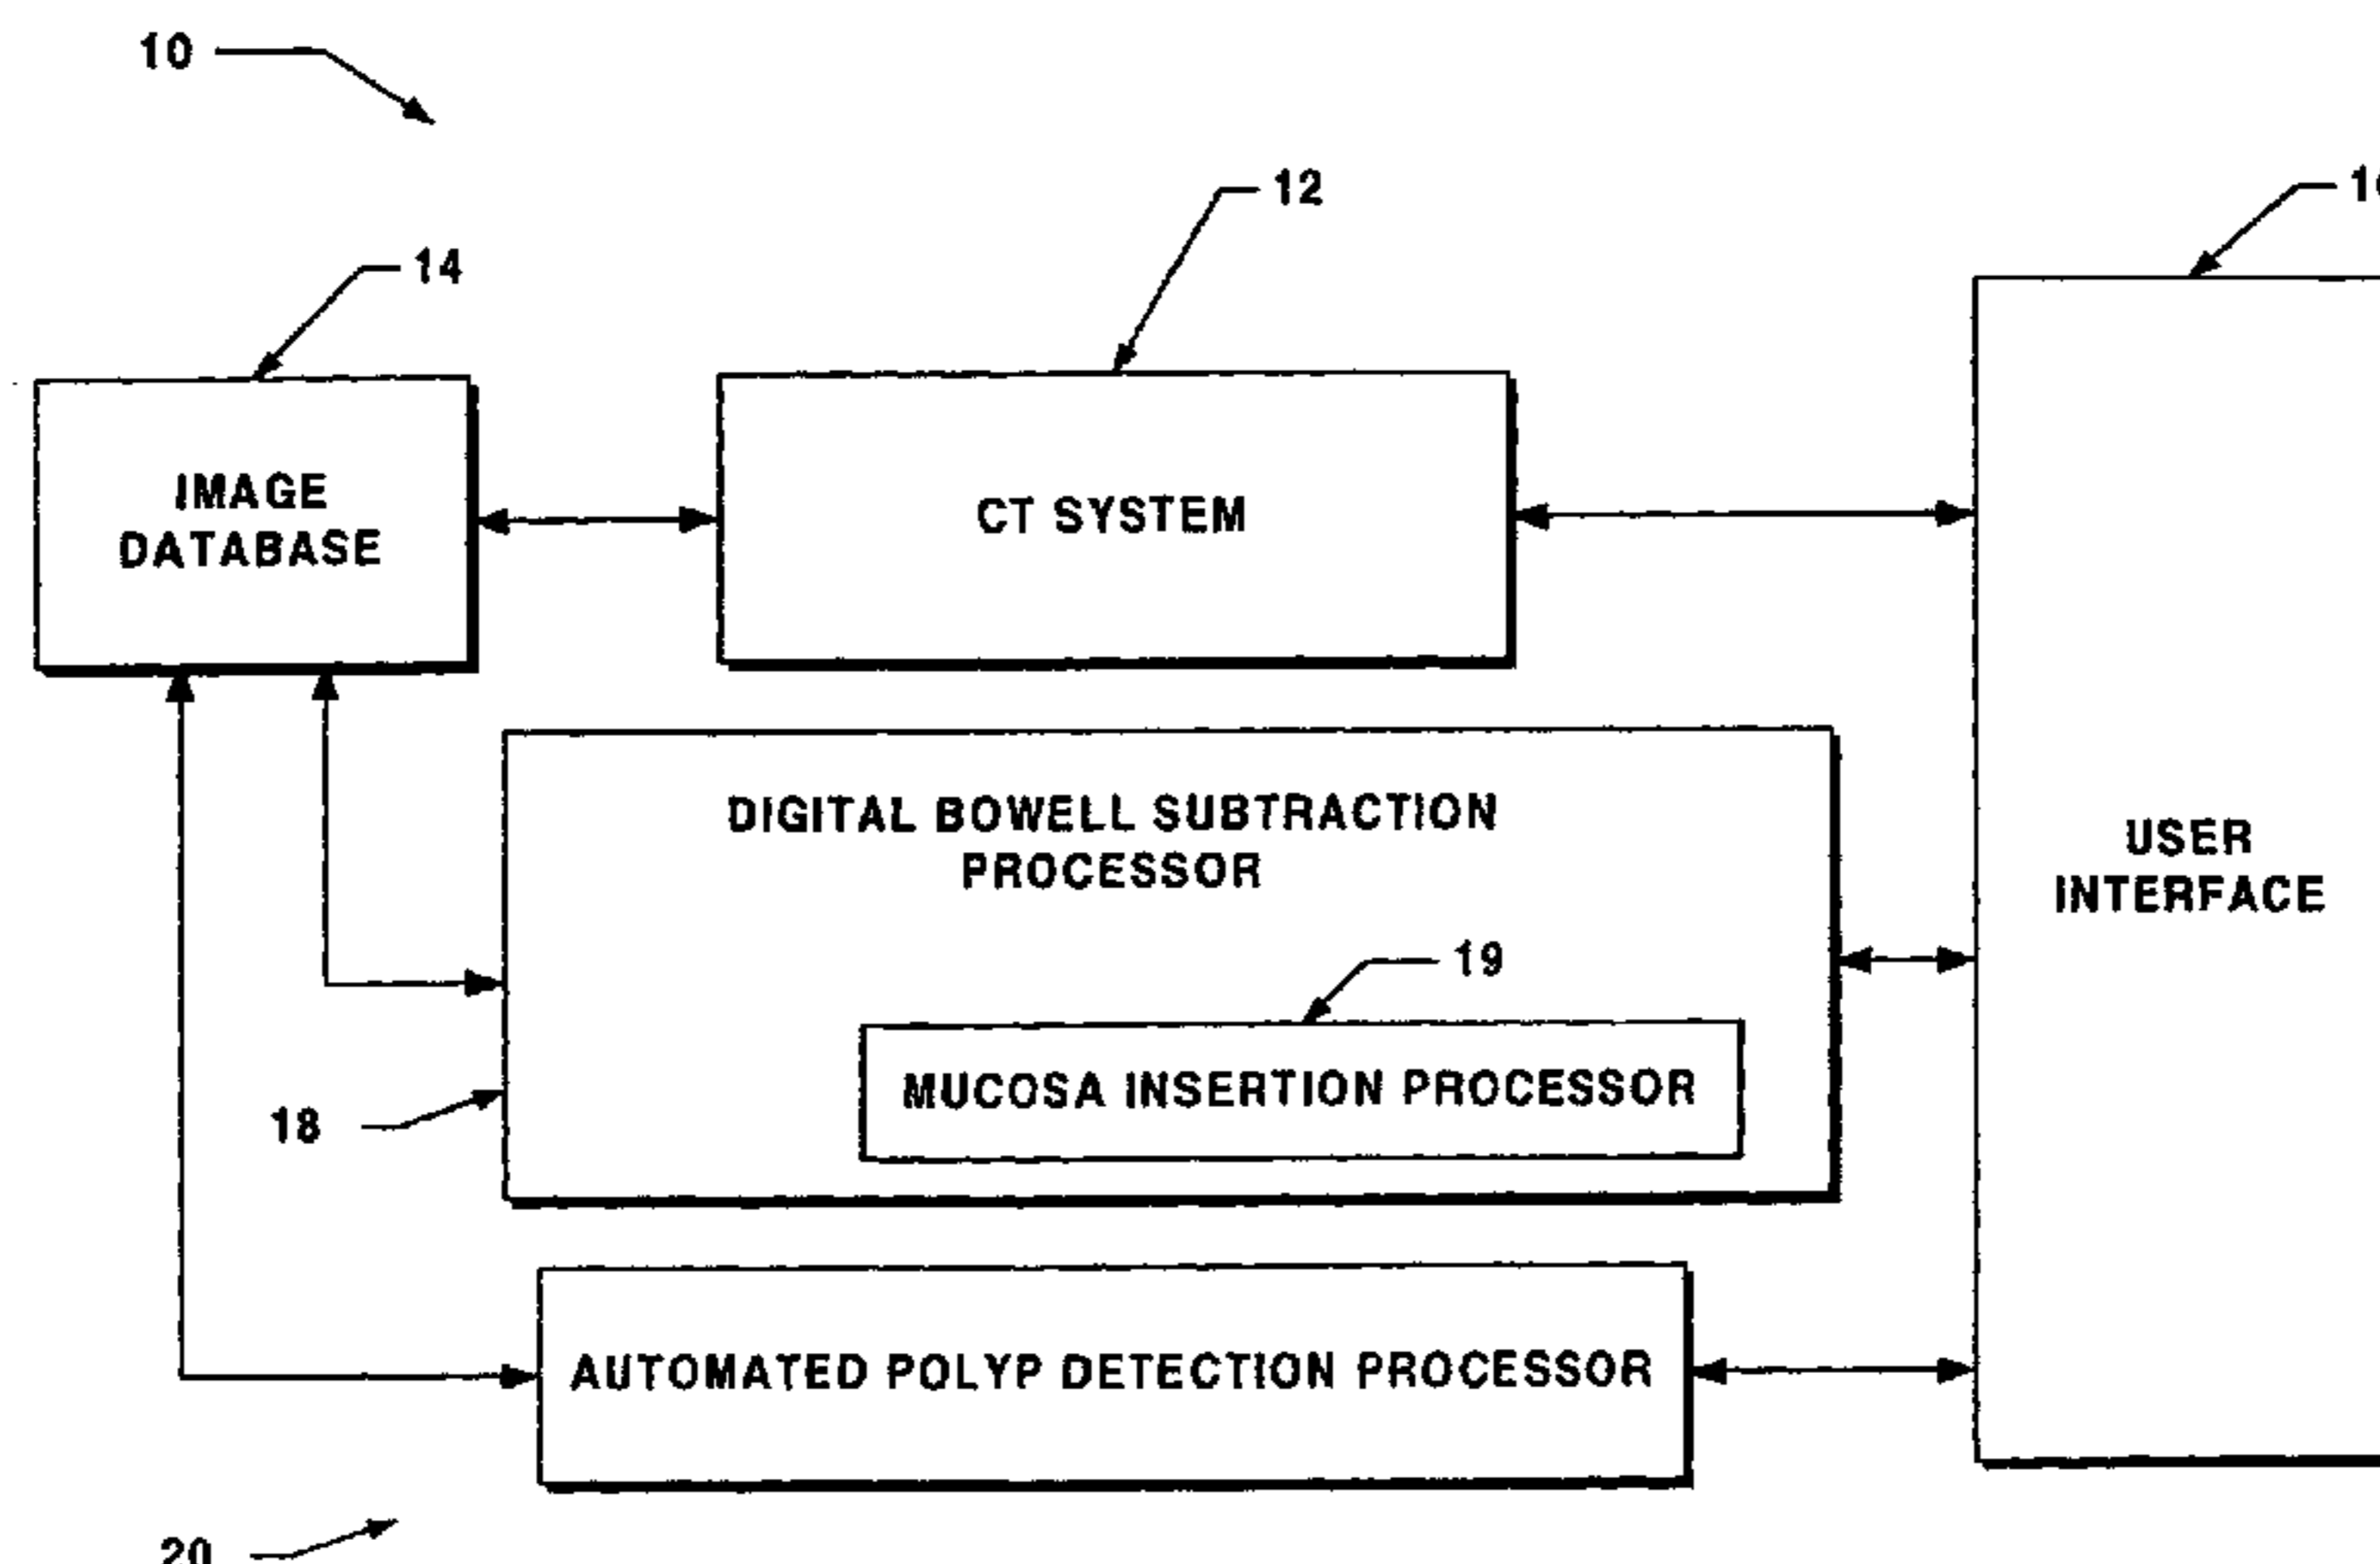 10
12
14
IMAGE
DATABASE
CT SYSTEM
DIGITAL BOWELL SUBTRACTION
PROCESSOR
USER
INTERFACE
19
MUCOSA INSERTION PROCESSOR
18
AUTOMATED POLYP DETECTION PROCESSOR
20